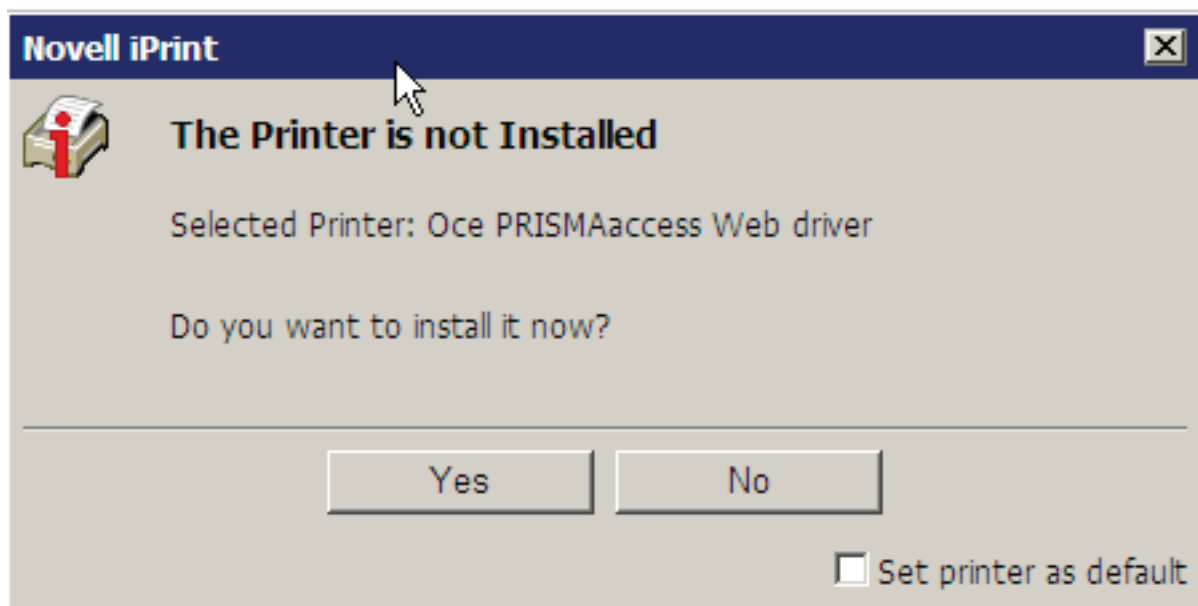 Novell iPrint
The Printer is not Installed
Selected Printer: Oce PRISMAaccess Web driver
Do you want to install it now?
Yes No
Set printer as default